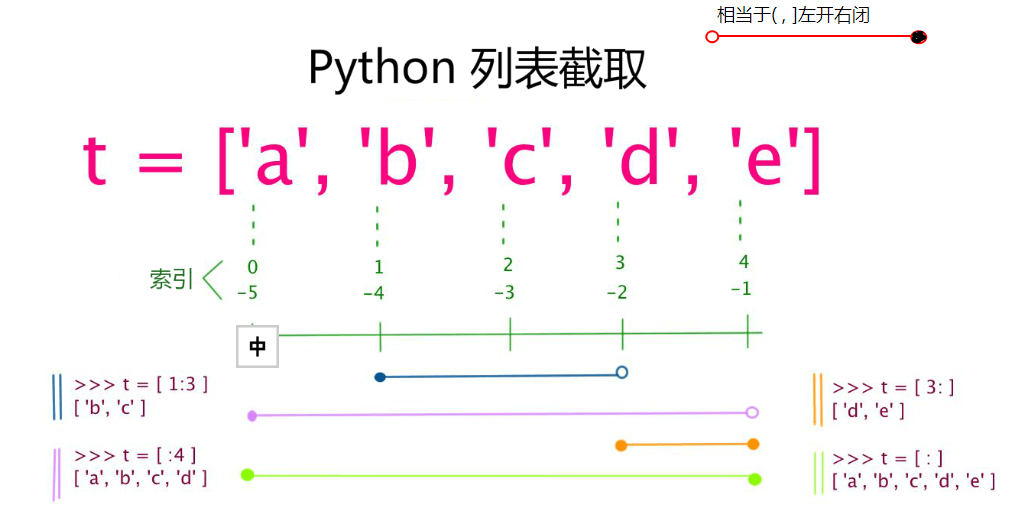 相当于( , ]左开右闭
Python 列表截取
t = ['a', 'b', 'c', 'd', 'e']
索引
0 1 2 3 4
-5 -4 -3 -2 -1
中
>>> t = [ 1:3 ]
[ 'b', 'c' ]
>>> t = [ :4 ]
[ 'a', 'b', 'c', 'd' ]
>>> t = [ 3: ]
[ 'd', 'e' ]
>>> t = [ : ]
[ 'a', 'b', 'c', 'd', 'e' ]